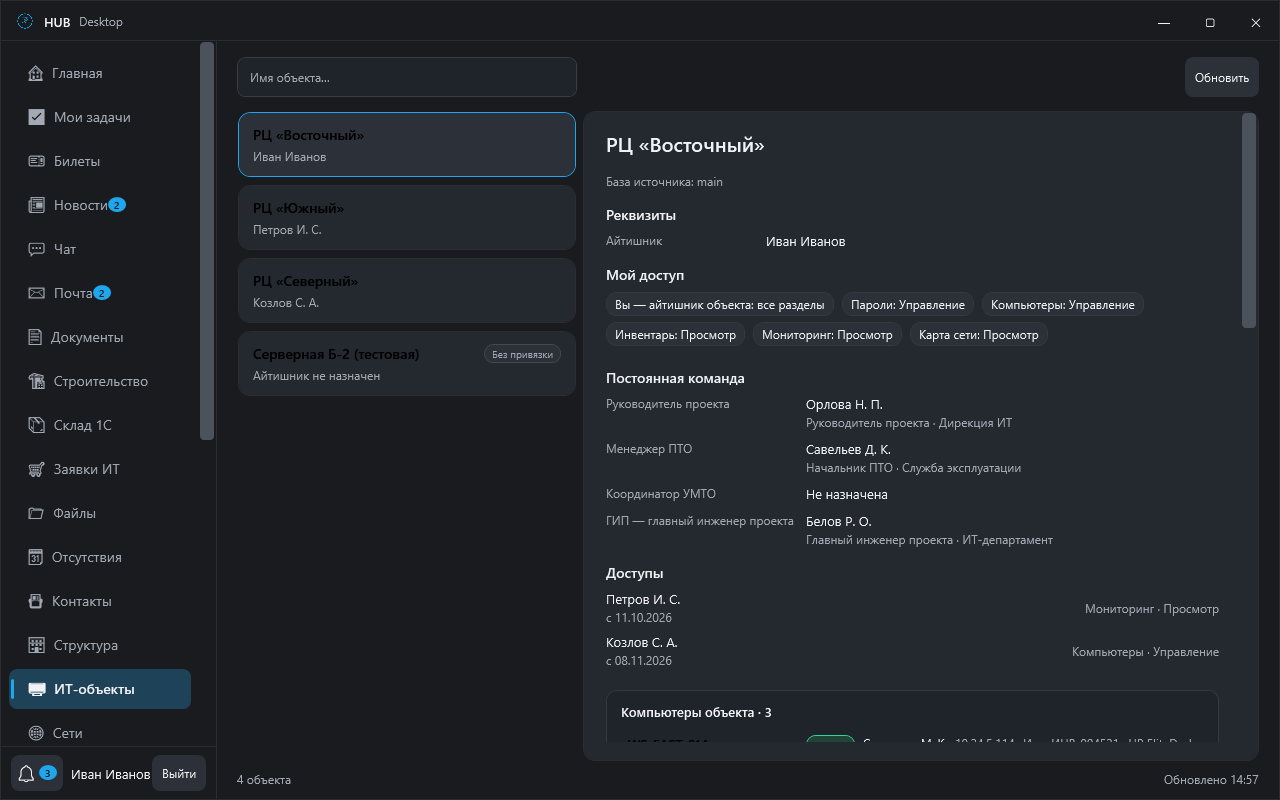 HUB Desktop
Главная
Мои задачи
Билеты
Новости 2
Чат
Почта 2
Документы
Строительство
Склад 1С
Заявки ИТ
Файлы
31 Отсутствия
Контакты
Структура
ИТ-объекты
Сети
3 Иван Иванов Выйти
Имя объекта...
Обновить
РЦ «Восточный»
Иван Иванов
РЦ «Южный»
Петров И. С.
РЦ «Северный»
Козлов С. А.
Серверная Б-2 (тестовая) Без привязки
Айтишник не назначен
РЦ «Восточный»
База источника: main
Реквизиты
Айтишник Иван Иванов
Мой доступ
Вы — айтишник объекта: все разделы Пароли: Управление Компьютеры: Управление
Инвентарь: Просмотр Мониторинг: Просмотр Карта сети: Просмотр
Постоянная команда
Руководитель проекта Орлова Н. П.
Руководитель проекта · Дирекция ИТ
Менеджер ПТО Савельев Д. К.
Начальник ПТО · Служба эксплуатации
Координатор УМТО Не назначена
ГИП — главный инженер проекта Белов Р. О.
Главный инженер проекта · ИТ-департамент
Доступы
Петров И. С.
с 11.10.2026 Мониторинг · Просмотр
Козлов С. А.
с 08.11.2026 Компьютеры · Управление
Компьютеры объекта · 3
4 объекта
Обновлено 14:57